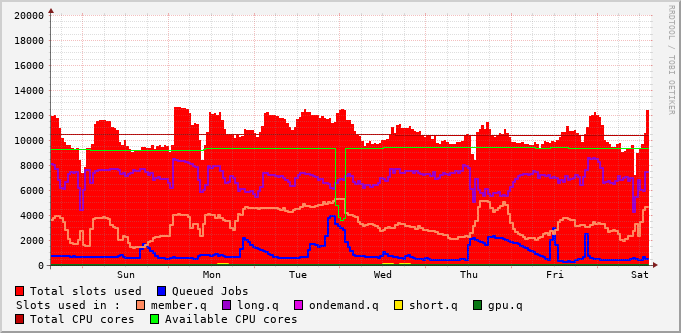 20000
18000
16000
14000
12000
10000
8000
6000
4000
2000
0
Sun Mon Tue Wed Thu Fri Sat
RRDTOOL / TOBI OETIKER
Total slots used Queued Jobs
Slots used in : member.q long.q ondemand.q short.q gpu.q
Total CPU cores Available CPU cores